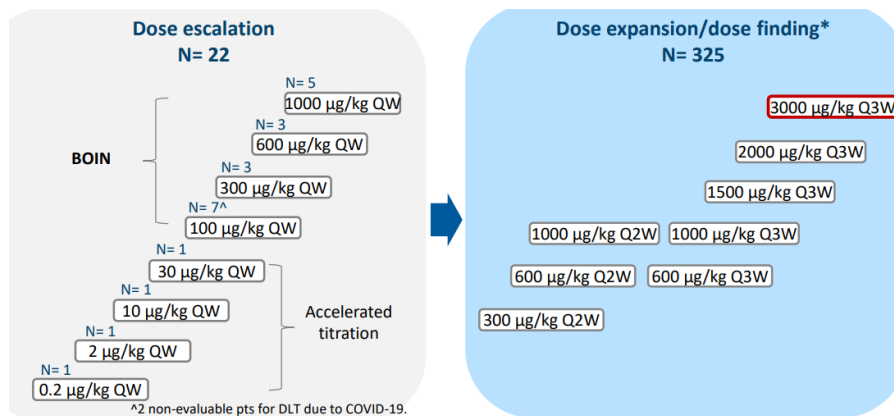 Dose escalation
N= 22
N= 5
1000 µg/kg QW
N= 3
600 µg/kg QW
BOIN
N= 3
300 µg/kg QW
N= 7^
100 µg/kg QW
N= 1
30 µg/kg QW
N= 1
10 µg/kg QW
Accelerated
titration
N= 1
2 µg/kg QW
N= 1
0.2 µg/kg QW
^2 non-evaluable pts for DLT due to COVID-19.
Dose expansion/dose finding*
N= 325
3000 µg/kg Q3W
2000 µg/kg Q3W
1500 µg/kg Q3W
1000 µg/kg Q2W 1000 µg/kg Q3W
600 µg/kg Q2W 600 µg/kg Q3W
300 µg/kg Q2W